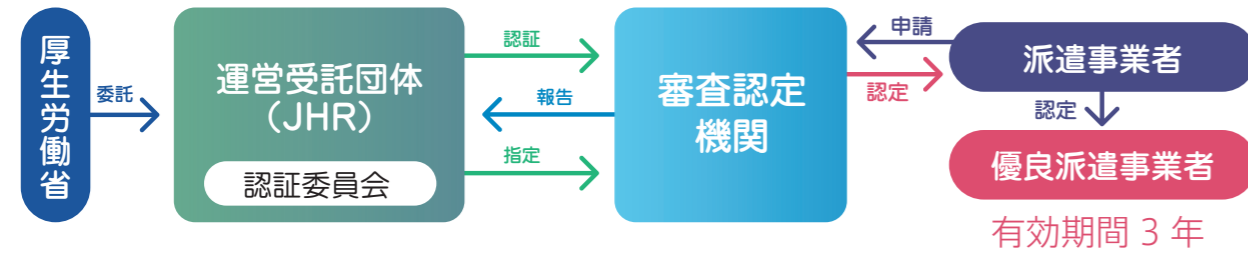 厚生労働省
委託
運営受託団体
（JHR）
認証委員会
認証
報告
指定
審査認定
機関
申請
認定
派遣事業者
認定
優良派遣事業者
有効期間 3 年